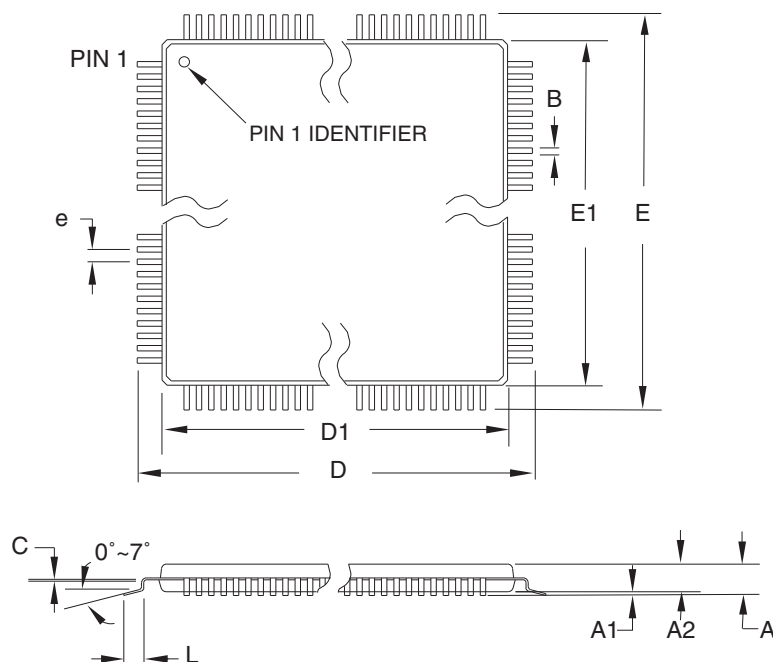 PIN 1
PIN 1 IDENTIFIER
B
e
E1
E
D1
D
C
0°~7°
A1
A2
A
L